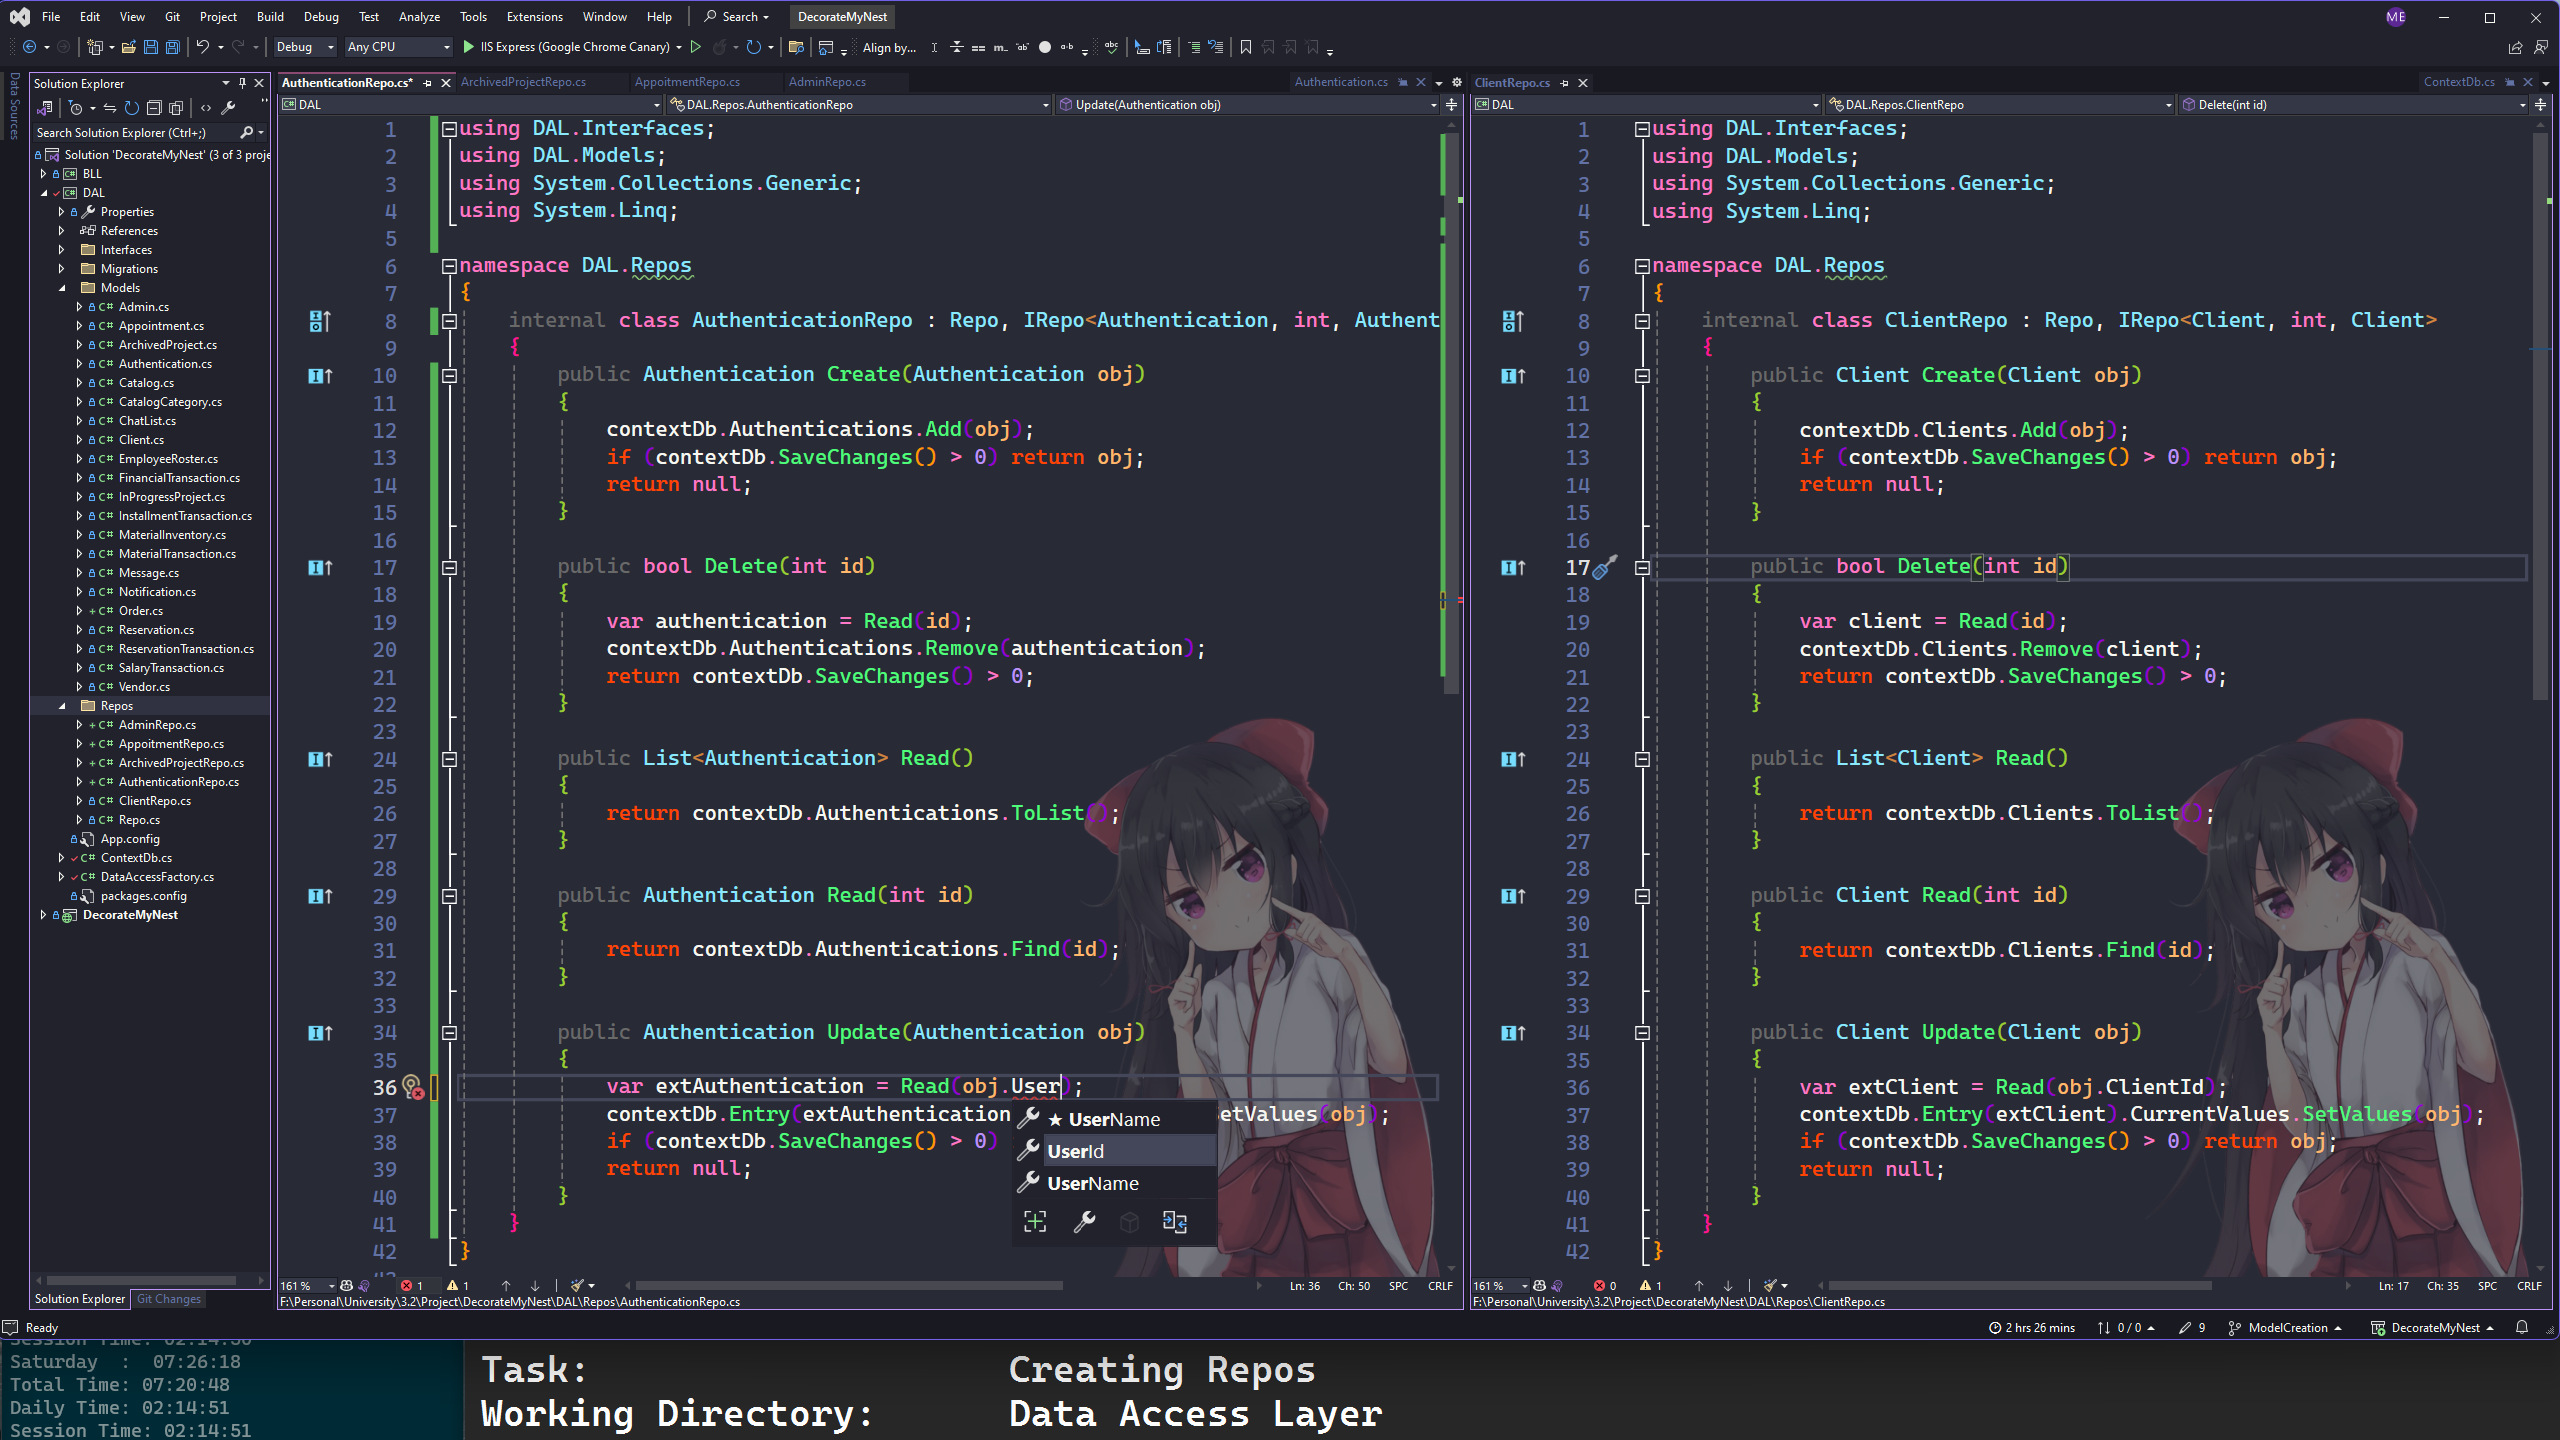 File Edit View Git Project Build Debug Test Analyze Tools Extensions Window Help Search DecorateMyNest ME
Debug Any CPU IIS Express (Google Chrome Canary) Align by...
Data Sources
Solution Explorer
Search Solution Explorer (Ctrl+;)
Solution 'DecorateMyNest' (3 of 3 proje
BLL
DAL
Properties
References
Interfaces
Migrations
Models
C# Admin.cs
C# Appointment.cs
C# ArchivedProject.cs
C# Authentication.cs
C# Catalog.cs
C# CatalogCategory.cs
C# ChatList.cs
C# Client.cs
C# EmployeeRoster.cs
C# FinancialTransaction.cs
C# InProgressProject.cs
C# InstallmentTransaction.cs
C# MaterialInventory.cs
C# MaterialTransaction.cs
C# Message.cs
C# Notification.cs
+ C# Order.cs
C# Reservation.cs
C# ReservationTransaction.cs
C# SalaryTransaction.cs
C# Vendor.cs
Repos
+ C# AdminRepo.cs
+ C# AppoitmentRepo.cs
+ C# ArchivedProjectRepo.cs
+ C# AuthenticationRepo.cs
C# ClientRepo.cs
C# Repo.cs
App.config
C# ContextDb.cs
C# DataAccessFactory.cs
packages.config
DecorateMyNest
Solution Explorer Git Changes
AuthenticationRepo.cs* ArchivedProjectRepo.cs AppoitmentRepo.cs AdminRepo.cs Authentication.cs
DAL DAL.Repos.AuthenticationRepo Update(Authentication obj)
1 using DAL.Interfaces;
2 using DAL.Models;
3 using System.Collections.Generic;
4 using System.Linq;
5
6 namespace DAL.Repos
7 {
8 internal class AuthenticationRepo : Repo, IRepo<Authentication, int, Authent
9 {
10 public Authentication Create(Authentication obj)
11 {
12 contextDb.Authentications.Add(obj);
13 if (contextDb.SaveChanges() > 0) return obj;
14 return null;
15 }
16
17 public bool Delete(int id)
18 {
19 var authentication = Read(id);
20 contextDb.Authentications.Remove(authentication);
21 return contextDb.SaveChanges() > 0;
22 }
23
24 public List<Authentication> Read()
25 {
26 return contextDb.Authentications.ToList();
27 }
28
29 public Authentication Read(int id)
30 {
31 return contextDb.Authentications.Find(id);
32 }
33
34 public Authentication Update(Authentication obj)
35 {
36 var extAuthentication = Read(obj.User);
37 contextDb.Entry(extAuthentication etValues(obj);
38 if (contextDb.SaveChanges() > 0)
39 return null;
40 }
41 }
42 }
★ UserName
UserId
UserName
161 % 1 1 Ln: 36 Ch: 50 SPC CRLF
F:\Personal\University\3.2\Project\DecorateMyNest\DAL\Repos\AuthenticationRepo.cs
ClientRepo.cs ContextDb.cs
DAL DAL.Repos.ClientRepo Delete(int id)
1 using DAL.Interfaces;
2 using DAL.Models;
3 using System.Collections.Generic;
4 using System.Linq;
5
6 namespace DAL.Repos
7 {
8 internal class ClientRepo : Repo, IRepo<Client, int, Client>
9 {
10 public Client Create(Client obj)
11 {
12 contextDb.Clients.Add(obj);
13 if (contextDb.SaveChanges() > 0) return obj;
14 return null;
15 }
16
17 public bool Delete(int id)
18 {
19 var client = Read(id);
20 contextDb.Clients.Remove(client);
21 return contextDb.SaveChanges() > 0;
22 }
23
24 public List<Client> Read()
25 {
26 return contextDb.Clients.ToList();
27 }
28
29 public Client Read(int id)
30 {
31 return contextDb.Clients.Find(id);
32 }
33
34 public Client Update(Client obj)
35 {
36 var extClient = Read(obj.ClientId);
37 contextDb.Entry(extClient).CurrentValues.SetValues(obj);
38 if (contextDb.SaveChanges() > 0) return obj;
39 return null;
40 }
41 }
42 }
161 % 0 1 Ln: 17 Ch: 35 SPC CRLF
F:\Personal\University\3.2\Project\DecorateMyNest\DAL\Repos\ClientRepo.cs
Ready 2 hrs 26 mins 0 / 0 9 ModelCreation DecorateMyNest
Session Time: 02:14:50
Saturday : 07:26:18
Total Time: 07:20:48
Daily Time: 02:14:51
Session Time: 02:14:51
Task: Creating Repos
Working Directory: Data Access Layer